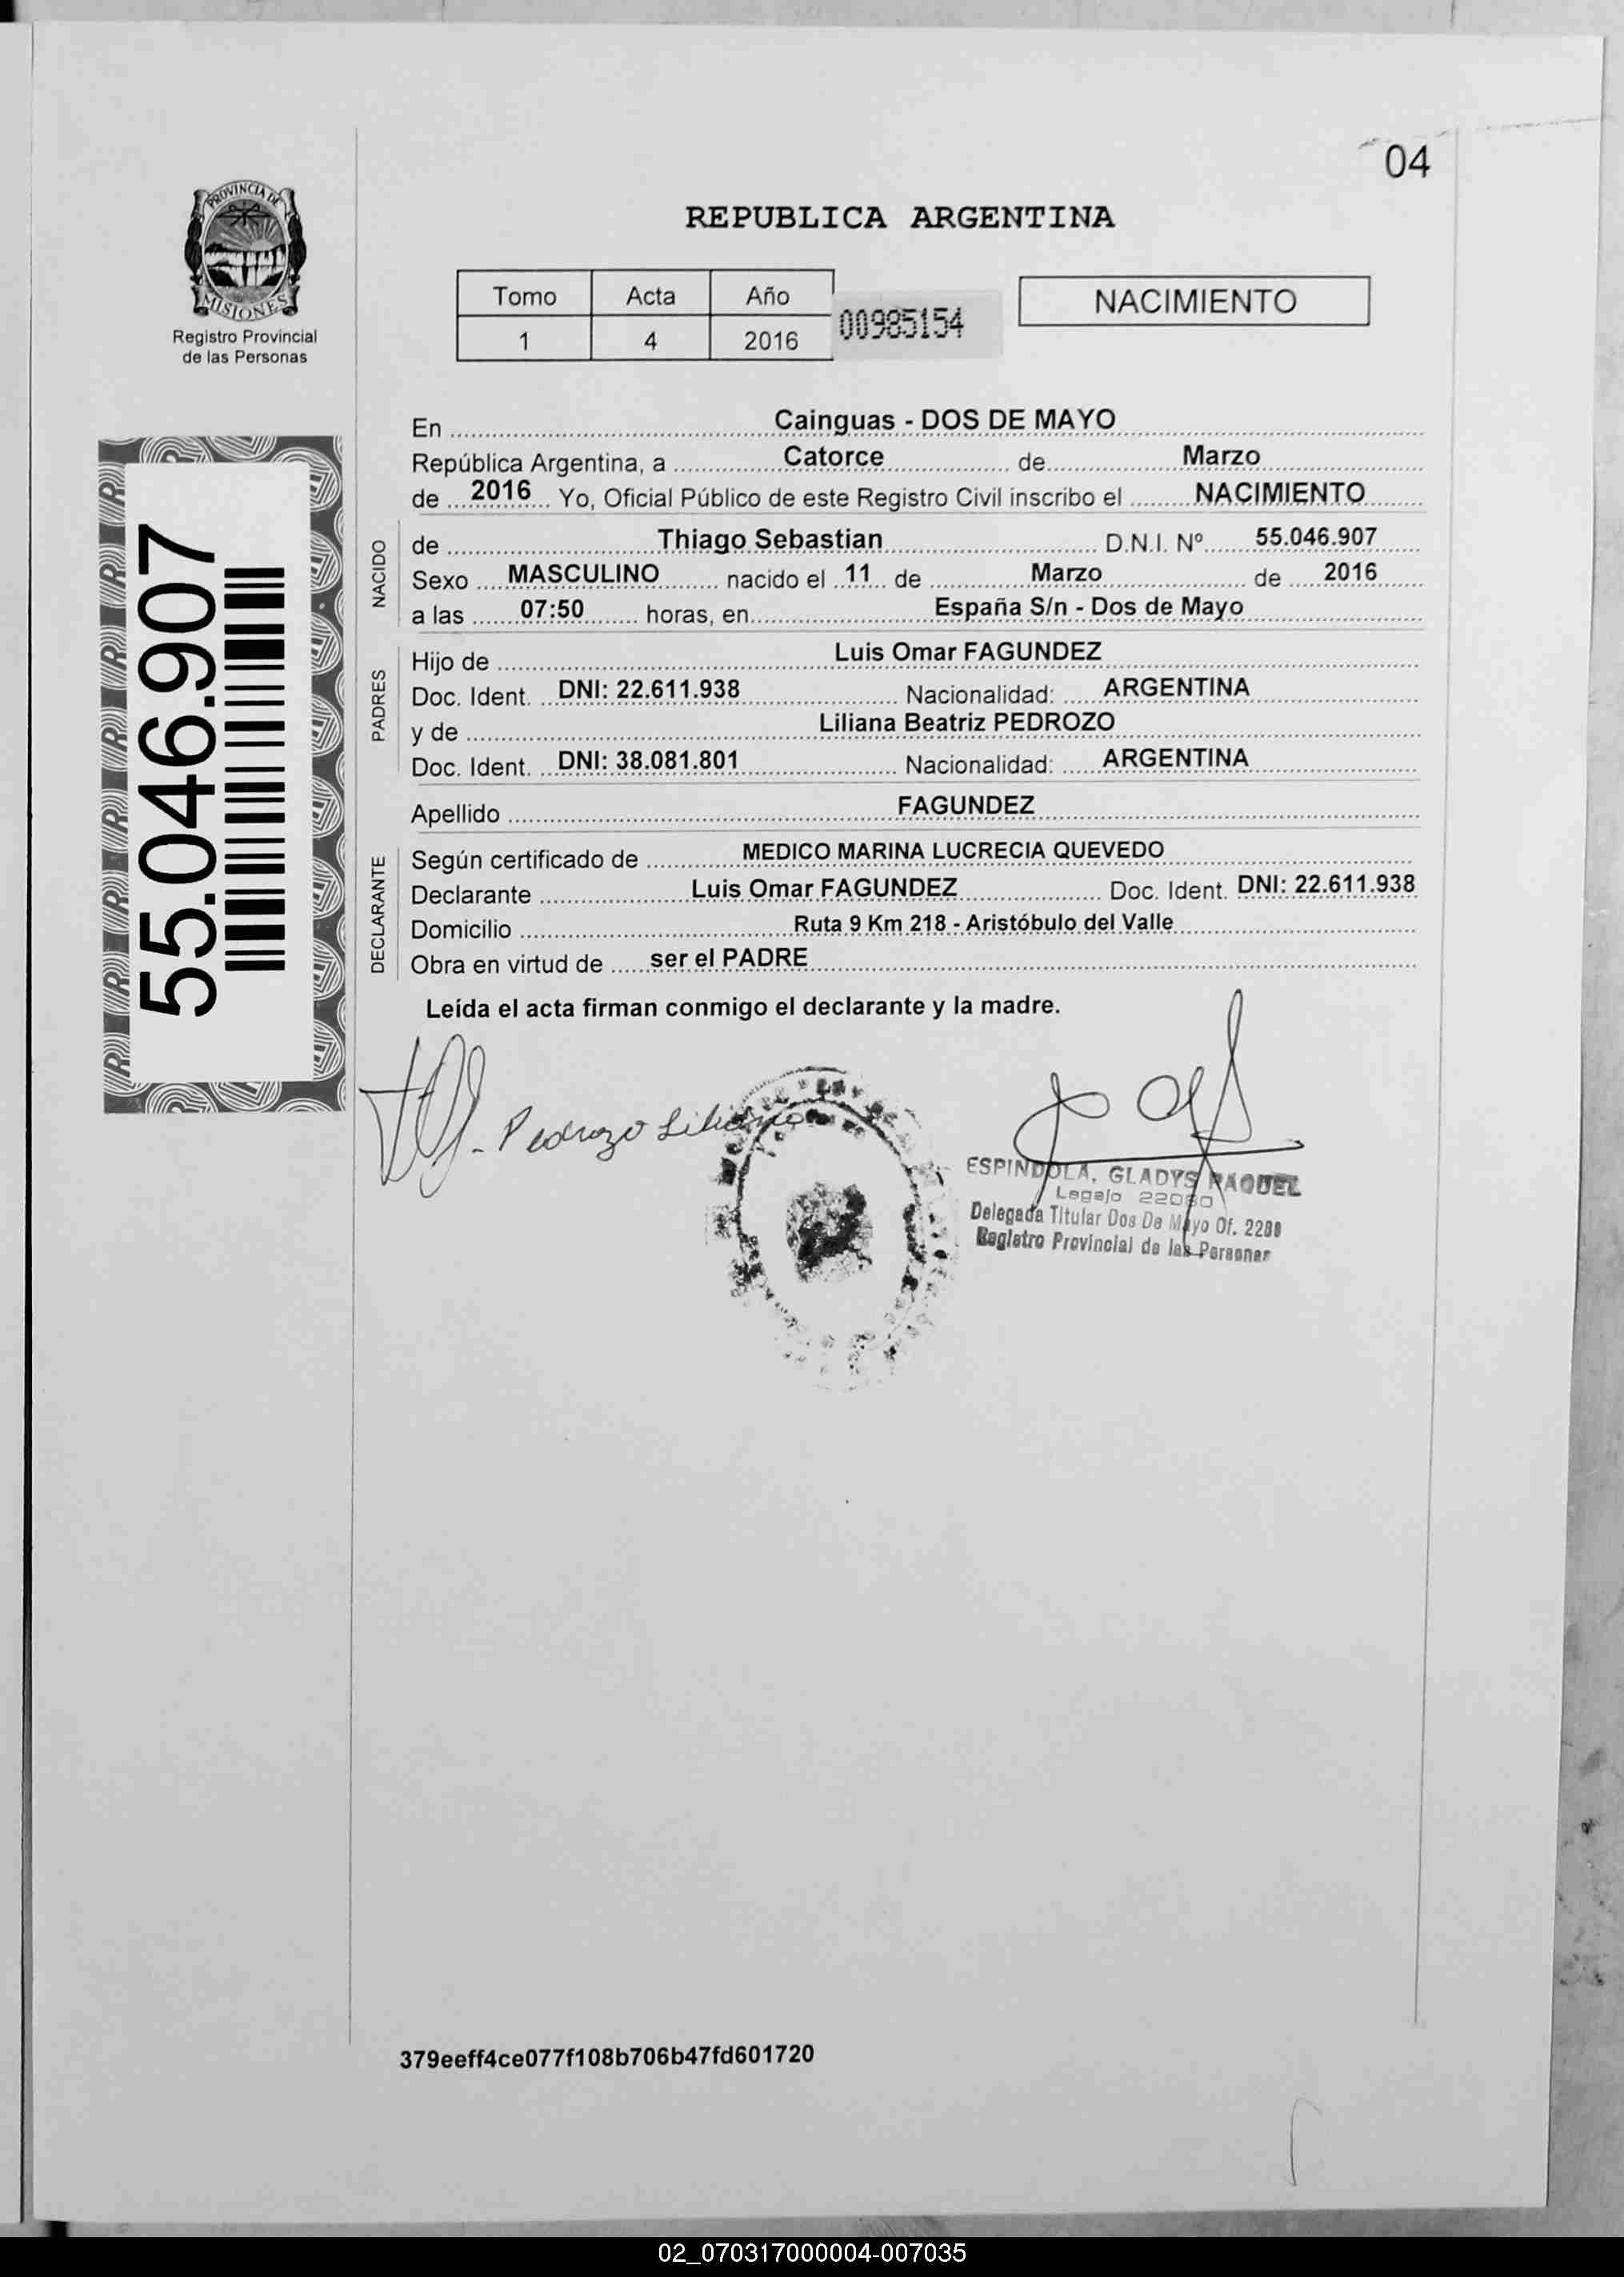 04
PROVINCIA DE
MISIONES
Registro Provincial
de las Personas
REPUBLICA ARGENTINA
Tomo Acta Año
1 4 2016
00985154
NACIMIENTO
En Cainguas - DOS DE MAYO
República Argentina, a Catorce de Marzo
de 2016 Yo, Oficial Público de este Registro Civil inscribo el NACIMIENTO
NACIDO
de Thiago Sebastian D.N.I. Nº 55.046.907
Sexo MASCULINO nacido el 11 de Marzo de 2016
a las 07:50 horas, en España S/n - Dos de Mayo
PADRES
Hijo de Luis Omar FAGUNDEZ
Doc. Ident. DNI: 22.611.938 Nacionalidad: ARGENTINA
y de Liliana Beatriz PEDROZO
Doc. Ident. DNI: 38.081.801 Nacionalidad: ARGENTINA
Apellido FAGUNDEZ
DECLARANTE
Según certificado de MEDICO MARINA LUCRECIA QUEVEDO
Declarante Luis Omar FAGUNDEZ Doc. Ident. DNI: 22.611.938
Domicilio Ruta 9 Km 218 - Aristóbulo del Valle
Obra en virtud de ser el PADRE
Leída el acta firman conmigo el declarante y la madre.
55.046.907
Pedrozo Liliana
ESPINDOLA, GLADYS RAQUEL
Legajo
Delegada Titular Dos De Mayo Of.
Registro Provincial de las Personas
379eeff4ce077f108b706b47fd601720
02_070317000004-007035